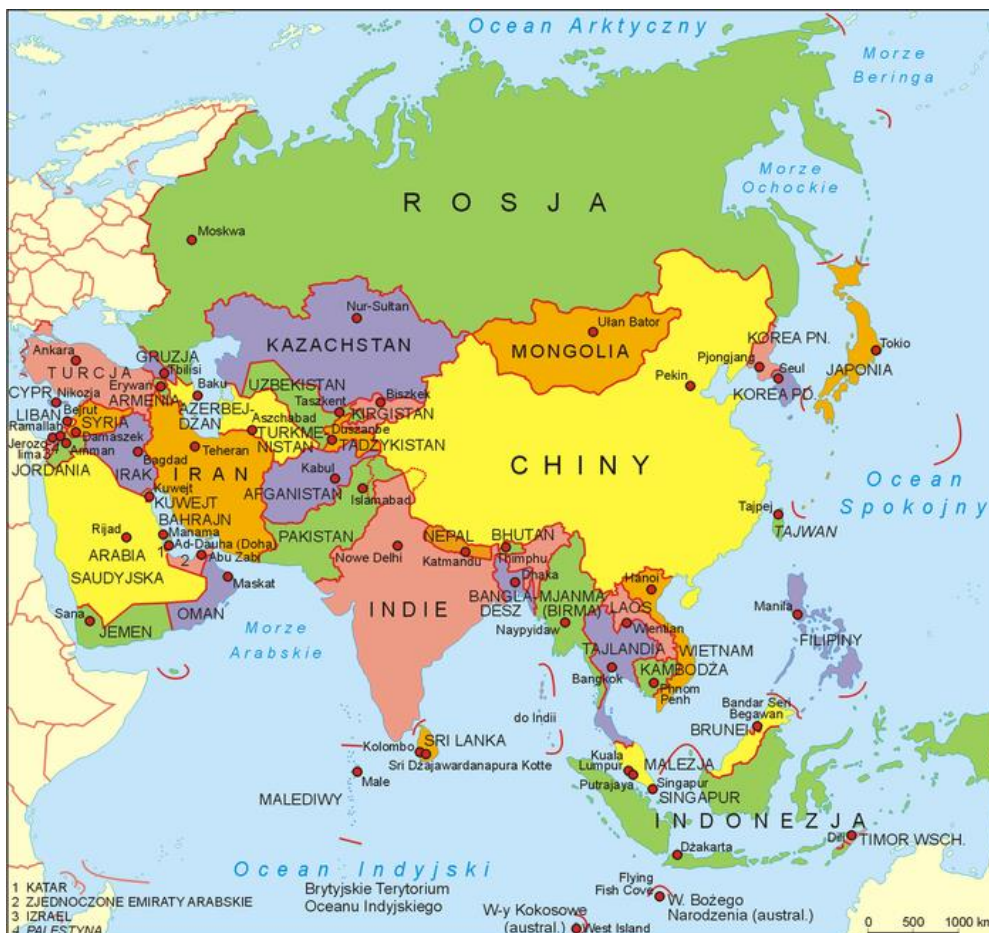 Ocean Arktyczny
Morze
Beringa
Morze
Ochockie
ROSJA
Moskwa
Nur-Sultan
KAZACHSTAN
Ułan Bator
MONGOLIA
KOREA PN.
Pjongjang
Seul
KOREA PD.
Tokio
JAPONIA
Pekin
Ankara
TURCJA
GRUZJA
Tbilisi
Erywań
ARMENIA
Baku
AZERBEJ-
DŻAN
UZBEKISTAN
Taszkent
Biszkek
KIRGISTAN
Aszchabad
TURKME-
NISTAN
Duszanbe
TADŻYKISTAN
CYPR
Nikozja
LIBAN
Bejrut
SYRIA
Ramallah
Damaszek
Jerozo
lima
3
Amman
JORDANIA
Bagdad
IRAK
Teheran
IRAN
Kabul
AFGANISTAN
Islamabad
CHINY
Kuwejt
KUWEJT
BAHRAJN
Manama
1
Ad-Dauha (Doha)
2
Abu Zabi
Rijad
ARABIA
SAUDYJSKA
Maskat
OMAN
Sana
JEMEN
PAKISTAN
Nowe Delhi
NEPAL
Katmandu
BHUTAN
Thimphu
Dhaka
BANGLA-
DESZ
INDIE
MJANMA
(BIRMA)
Naypyidaw
Hanoi
LAOS
Wientian
TAJLANDIA
WIETNAM
KAMBODŻA
Bangkok
Phnom
Penh
Tajpej
TAJWAN
Ocean
Spokojny
Manila
FILIPINY
Morze
Arabskie
do Indii
Kolombo
SRI LANKA
Sri Dżajawardanapura Kotte
Male
MALEDIWY
Bandar Seri
Begawan
BRUNEI
Kuala
Lumpur
MALEZJA
Putrajaya
Singapur
SINGAPUR
INDONEZJA
Dżakarta
Dili
TIMOR WSCH.
Ocean Indyjski
Brytyjskie Terytorium
Oceanu Indyjskiego
Flying
Fish Cove
W. Bożego
Narodzenia (austral.)
W-y Kokosowe
(austral.)
West Island
1 KATAR
2 ZJEDNOCZONE EMIRATY ARABSKIE
3 IZRAEL
4 PALESTYNA
0 500 1000 km